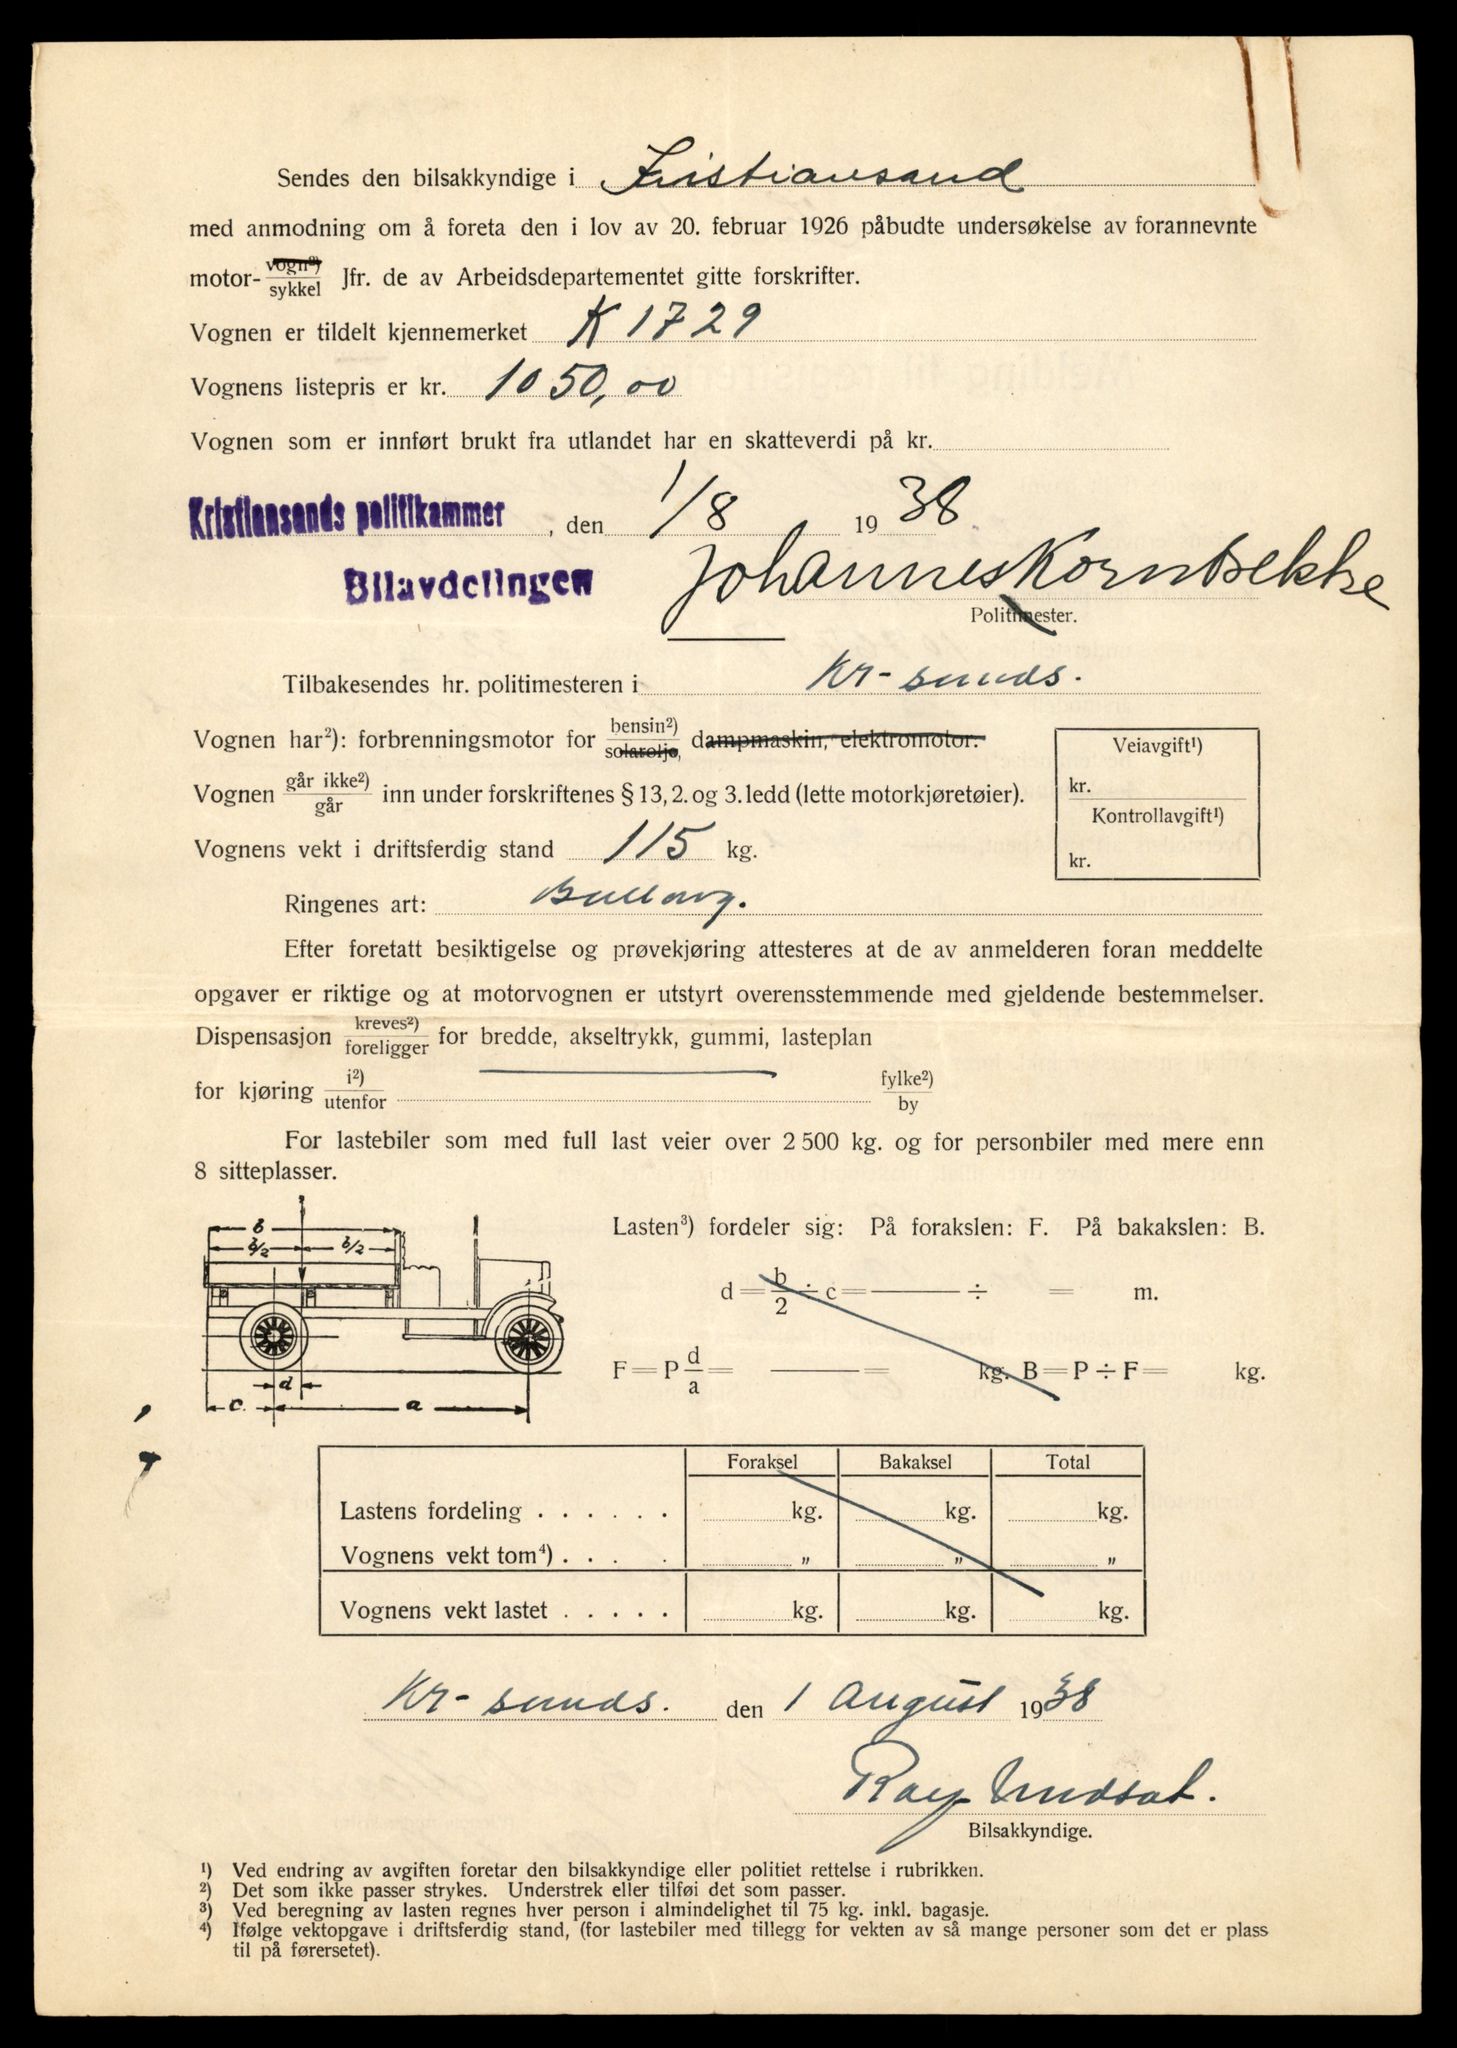 Sendes den bilsakkyndige i Kristiansand
med anmodning om å foreta den i lov av 20. februar 1926 påbudte undersøkelse av forannevnte
motor- vogn²) / sykkel Jfr. de av Arbeidsdepartementet gitte forskrifter.
Vognen er tildelt kjennemerket K 1729
Vognens listepris er kr. 1050,00
Vognen som er innført brukt fra utlandet har en skatteverdi på kr.
Kristiansands politikammer, den 1/8 1938
Bilavdelingen Johannes Kornbekke
Politimester.
Tilbakesendes hr. politimesteren i Kr-sands.
Vognen har²): forbrenningsmotor for bensin²) / solarolje, dampmaskin, elektromotor.
Veiavgift¹)
kr.
Vognen går ikke²) / går inn under forskriftenes § 13, 2. og 3. ledd (lette motorkjøretøier).
Kontrollavgift¹)
kr.
Vognens vekt i driftsferdig stand 115 kg.
Ringenes art: Ballong.
Efter foretatt besiktigelse og prøvekjøring attesteres at de av anmelderen foran meddelte
opgaver er riktige og at motorvognen er utstyrt overensstemmende med gjeldende bestemmelser.
Dispensasjon kreves²) / foreligger for bredde, akseltrykk, gummi, lasteplan
for kjøring i²) / utenfor fylke²) / by
For lastebiler som med full last veier over 2 500 kg. og for personbiler med mere enn
8 sitteplasser.
b
b/2 b/2
d
c. a
Lasten³) fordeler sig: På forakslen: F. På bakakslen: B.
d = b/2 ÷ c = — ÷ = m.
F = P d/a = — = kg. B = P ÷ F = kg.
Foraksel Bakaksel Total
Lastens fordeling . . . . . . kg. kg. kg.
Vognens vekt tom⁴) . . . „ „ „
Vognens vekt lastet . . . . . kg. kg. kg.
Kr-sands. den 1 August 1938
Bilsakkyndige.
¹) Ved endring av avgiften foretar den bilsakkyndige eller politiet rettelse i rubrikken.
²) Det som ikke passer strykes. Understrek eller tilføi det som passer.
³) Ved beregning av lasten regnes hver person i almindelighet til 75 kg. inkl. bagasje.
⁴) Ifølge vektopgave i driftsferdig stand, (for lastebiler med tillegg for vekten av så mange personer som det er plass
til på førersetet).